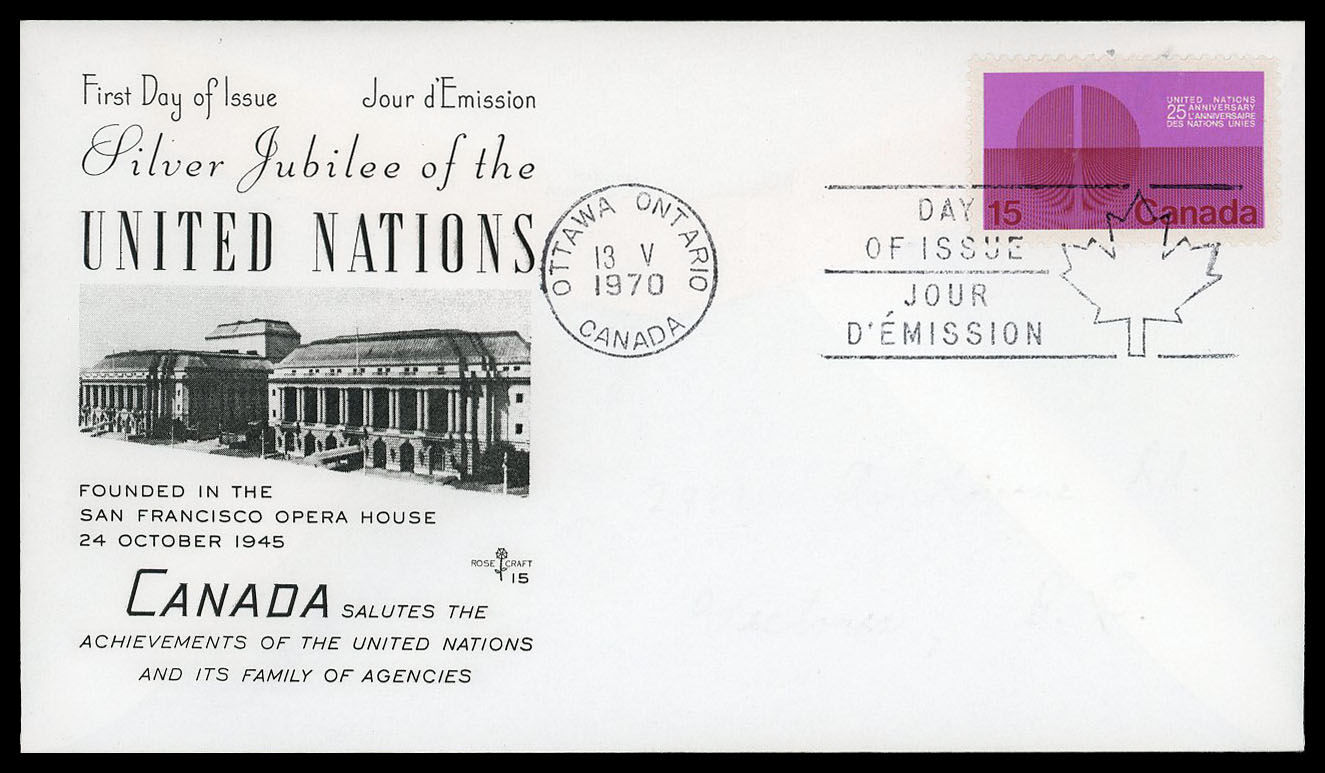 First Day of Issue Jour d'Emission
Silver Jubilee of the
UNITED NATIONS
FOUNDED IN THE
SAN FRANCISCO OPERA HOUSE
24 OCTOBER 1945
ROSE CRAFT
15
CANADA SALUTES THE
ACHIEVEMENTS OF THE UNITED NATIONS
AND ITS FAMILY OF AGENCIES
OTTAWA ONTARIO
13 V
1970
CANADA
UNITED NATIONS
25 ANNIVERSARY
L'ANNIVERSAIRE
DES NATIONS UNIES
15 Canada
DAY
OF ISSUE
JOUR
D'ÉMISSION